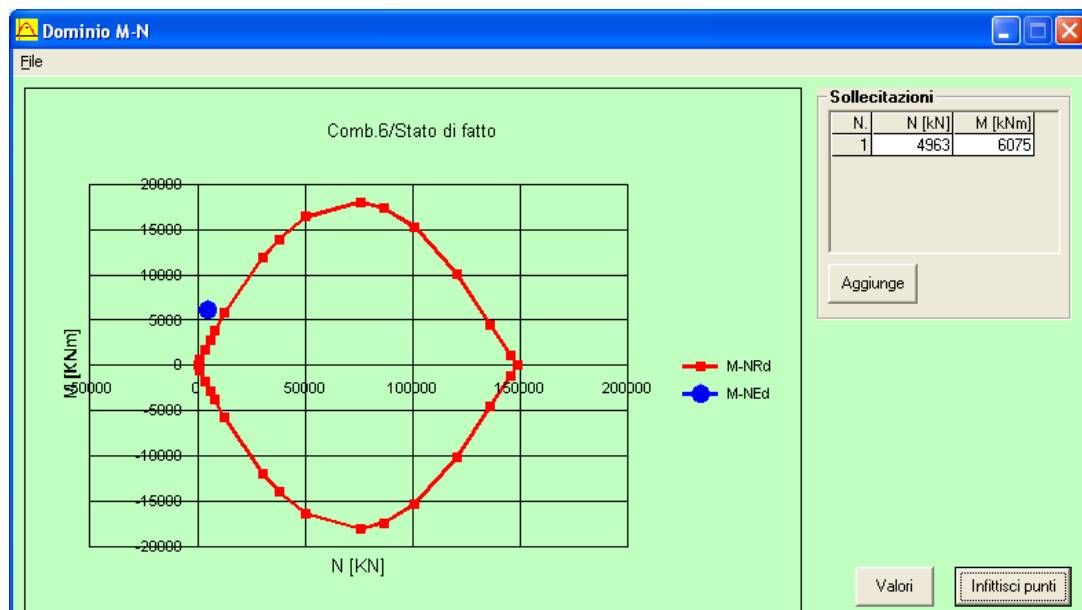 Dominio M-N
File
Comb.6/Stato di fatto
20000
15000
10000
5000
0
-5000
-10000
-15000
-20000
M [KNm]
50000 0 50000 100000 150000 200000
N [KN]
M-NRd
M-NEd
Sollecitazioni
N. N [kN] M [kNm]
1 4963 6075
Aggiunge
Valori
Infittisci punti